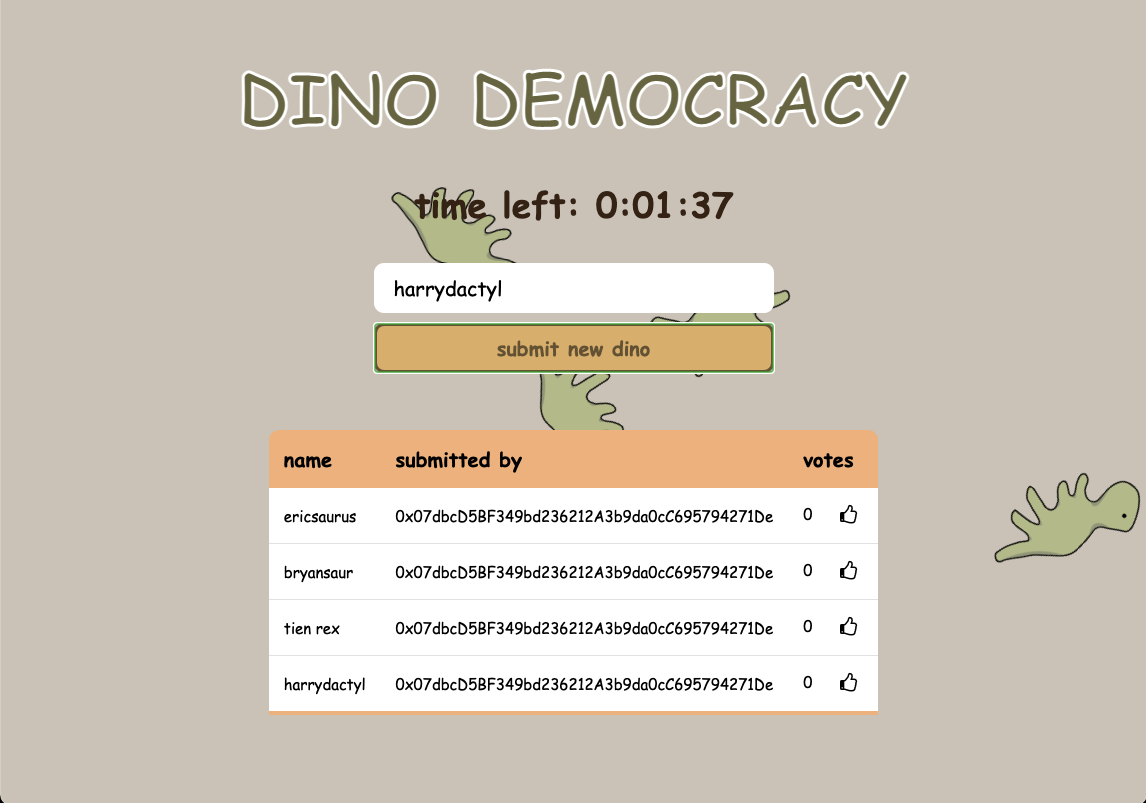 DINO DEMOCRACY
time left: 0:01:37
harrydactyl
submit new dino
name submitted by votes
ericsaurus 0x07dbcD5BF349bd236212A3b9da0cC695794271De 0
bryansaur 0x07dbcD5BF349bd236212A3b9da0cC695794271De 0
tien rex 0x07dbcD5BF349bd236212A3b9da0cC695794271De 0
harrydactyl 0x07dbcD5BF349bd236212A3b9da0cC695794271De 0